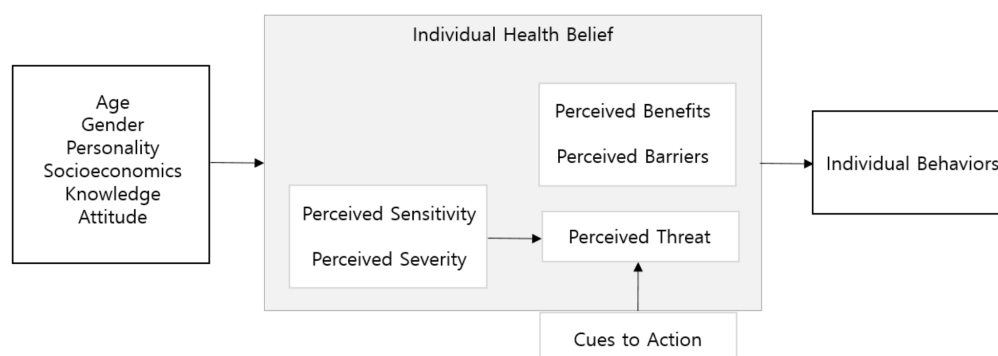 Individual Health Belief
Age
Gender
Personality
Socioeconomics
Knowledge
Attitude
Perceived Sensitivity
Perceived Severity
Perceived Benefits
Perceived Barriers
Perceived Threat
Cues to Action
Individual Behaviors